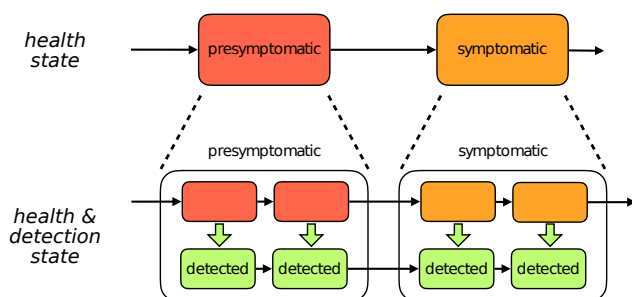 health
state
presymptomatic
symptomatic
presymptomatic
symptomatic
health &
detection
state
detected
detected
detected
detected